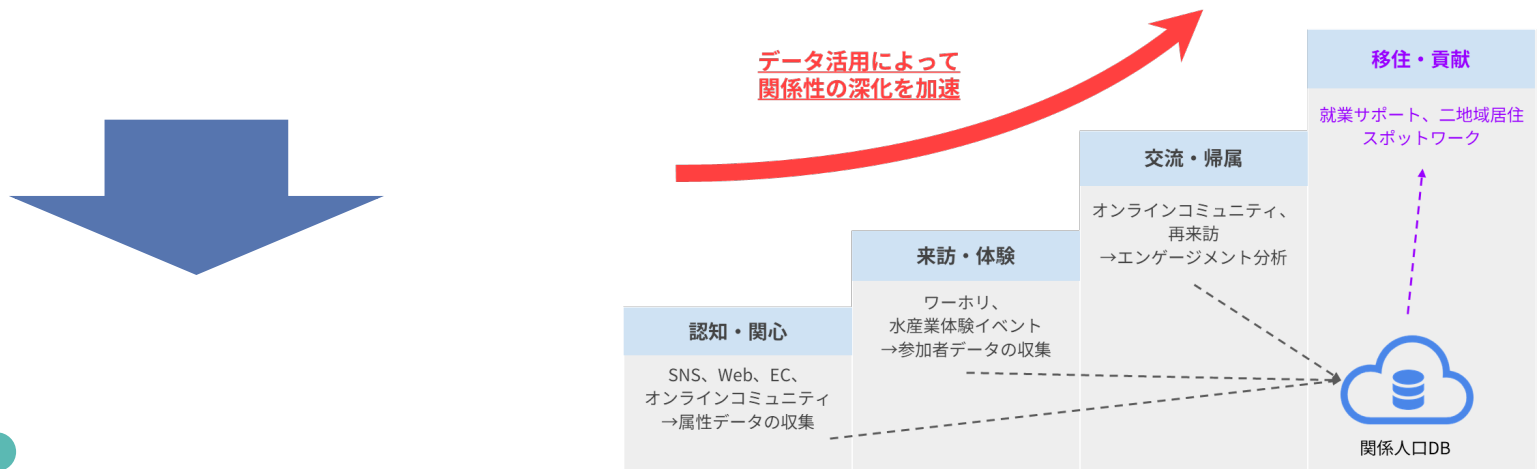 データ活用によって
関係性の深化を加速
移住・貢献
就業サポート、二地域居住
スポットワーク
交流・帰属
オンラインコミュニティ、
再来訪
→エンゲージメント分析
来訪・体験
ワーホリ、
水産業体験イベント
→参加者データの収集
認知・関心
SNS、Web、EC、
オンラインコミュニティ
→属性データの収集
関係人口DB